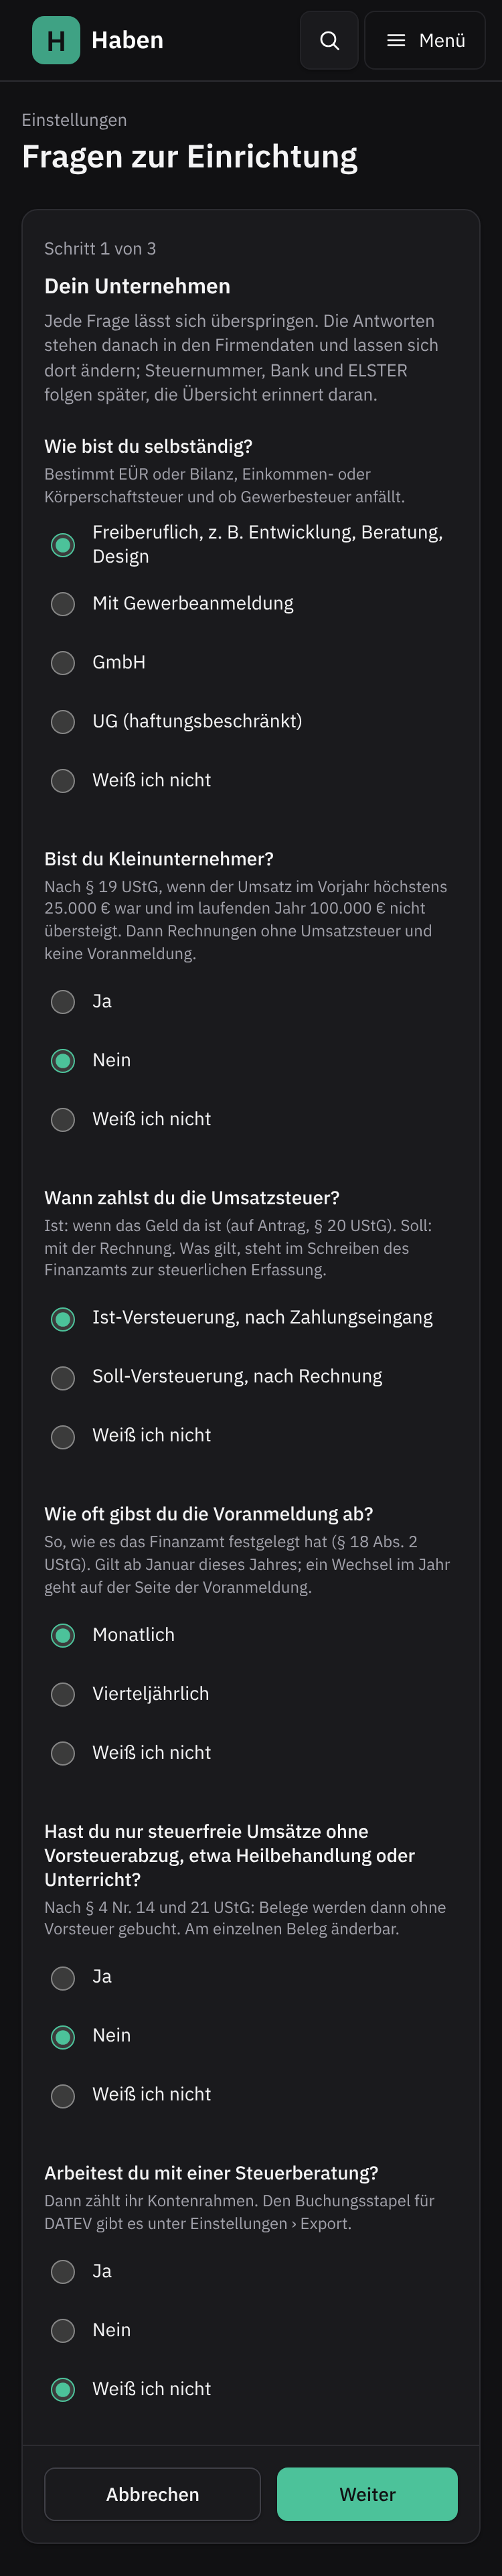 H Haben
Menü
Einstellungen
Fragen zur Einrichtung
Schritt 1 von 3
Dein Unternehmen
Jede Frage lässt sich überspringen. Die Antworten
stehen danach in den Firmendaten und lassen sich
dort ändern; Steuernummer, Bank und ELSTER
folgen später, die Übersicht erinnert daran.
Wie bist du selbständig?
Bestimmt EÜR oder Bilanz, Einkommen- oder
Körperschaftsteuer und ob Gewerbesteuer anfällt.
Freiberuflich, z. B. Entwicklung, Beratung,
Design
Mit Gewerbeanmeldung
GmbH
UG (haftungsbeschränkt)
Weiß ich nicht
Bist du Kleinunternehmer?
Nach § 19 UStG, wenn der Umsatz im Vorjahr höchstens
25.000 € war und im laufenden Jahr 100.000 € nicht
übersteigt. Dann Rechnungen ohne Umsatzsteuer und
keine Voranmeldung.
Ja
Nein
Weiß ich nicht
Wann zahlst du die Umsatzsteuer?
Ist: wenn das Geld da ist (auf Antrag, § 20 UStG). Soll:
mit der Rechnung. Was gilt, steht im Schreiben des
Finanzamts zur steuerlichen Erfassung.
Ist-Versteuerung, nach Zahlungseingang
Soll-Versteuerung, nach Rechnung
Weiß ich nicht
Wie oft gibst du die Voranmeldung ab?
So, wie es das Finanzamt festgelegt hat (§ 18 Abs. 2
UStG). Gilt ab Januar dieses Jahres; ein Wechsel im Jahr
geht auf der Seite der Voranmeldung.
Monatlich
Vierteljährlich
Weiß ich nicht
Hast du nur steuerfreie Umsätze ohne
Vorsteuerabzug, etwa Heilbehandlung oder
Unterricht?
Nach § 4 Nr. 14 und 21 UStG: Belege werden dann ohne
Vorsteuer gebucht. Am einzelnen Beleg änderbar.
Ja
Nein
Weiß ich nicht
Arbeitest du mit einer Steuerberatung?
Dann zählt ihr Kontenrahmen. Den Buchungsstapel für
DATEV gibt es unter Einstellungen › Export.
Ja
Nein
Weiß ich nicht
Abbrechen
Weiter